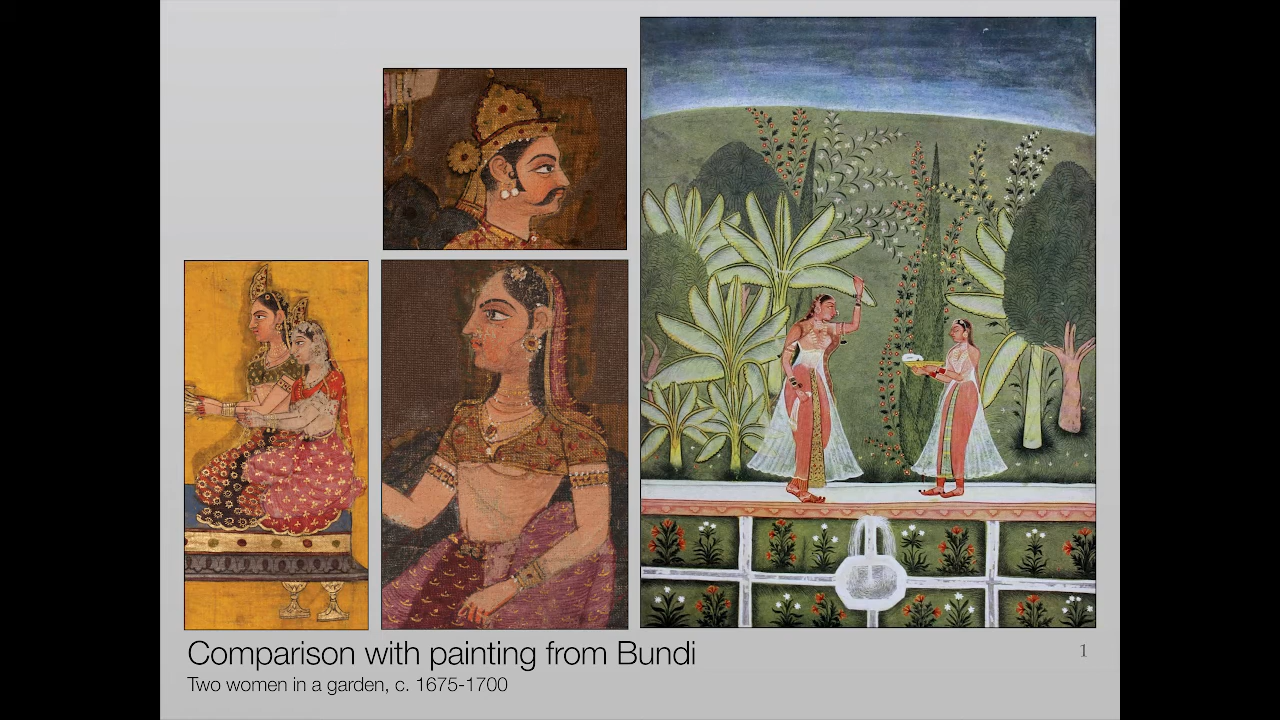 Comparison with painting from Bundi
Two women in a garden, c. 1675-1700
1